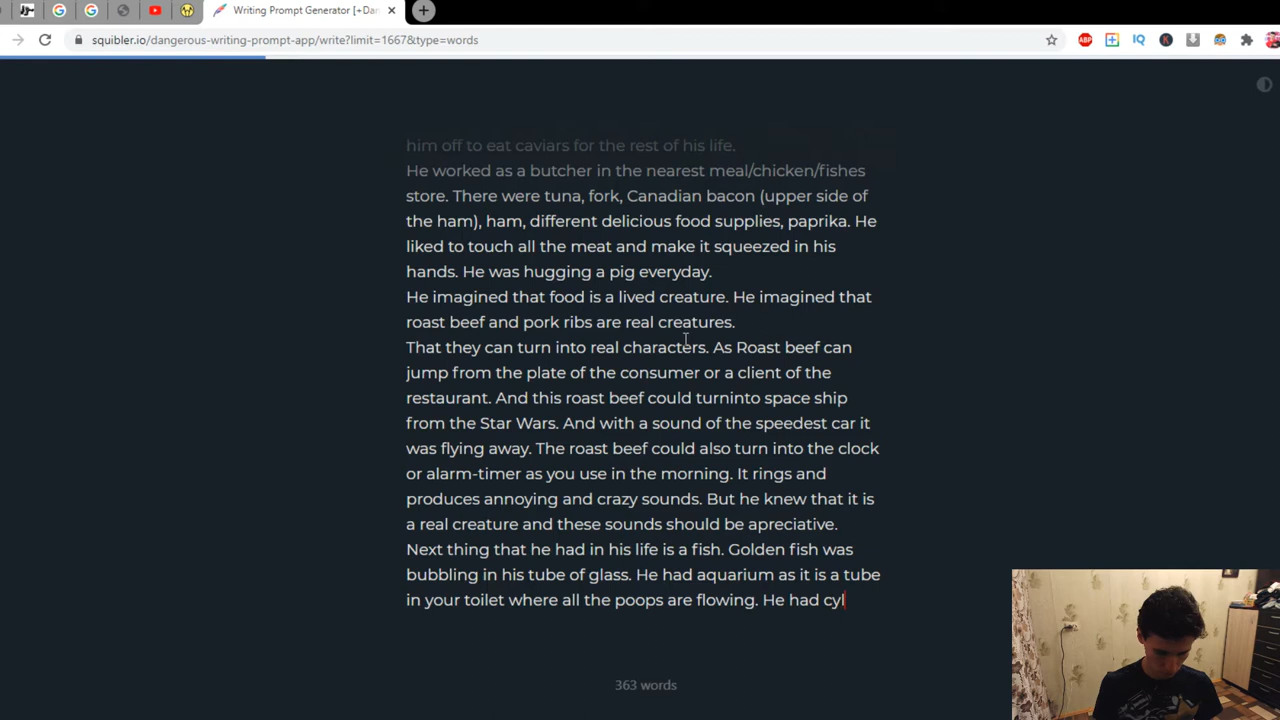 Writing Prompt Generator [+Dan
squibler.io/dangerous-writing-prompt-app/write?limit=1667&type=words
ABP
IQ
K
him off to eat caviars for the rest of his life.
He worked as a butcher in the nearest meal/chicken/fishes
store. There were tuna, fork, Canadian bacon (upper side of
the ham), ham, different delicious food supplies, paprika. He
liked to touch all the meat and make it squeezed in his
hands. He was hugging a pig everyday.
He imagined that food is a lived creature. He imagined that
roast beef and pork ribs are real creatures.
That they can turn into real characters. As Roast beef can
jump from the plate of the consumer or a client of the
restaurant. And this roast beef could turninto space ship
from the Star Wars. And with a sound of the speedest car it
was flying away. The roast beef could also turn into the clock
or alarm-timer as you use in the morning. It rings and
produces annoying and crazy sounds. But he knew that it is
a real creature and these sounds should be apreciative.
Next thing that he had in his life is a fish. Golden fish was
bubbling in his tube of glass. He had aquarium as it is a tube
in your toilet where all the poops are flowing. He had cyl
363 words